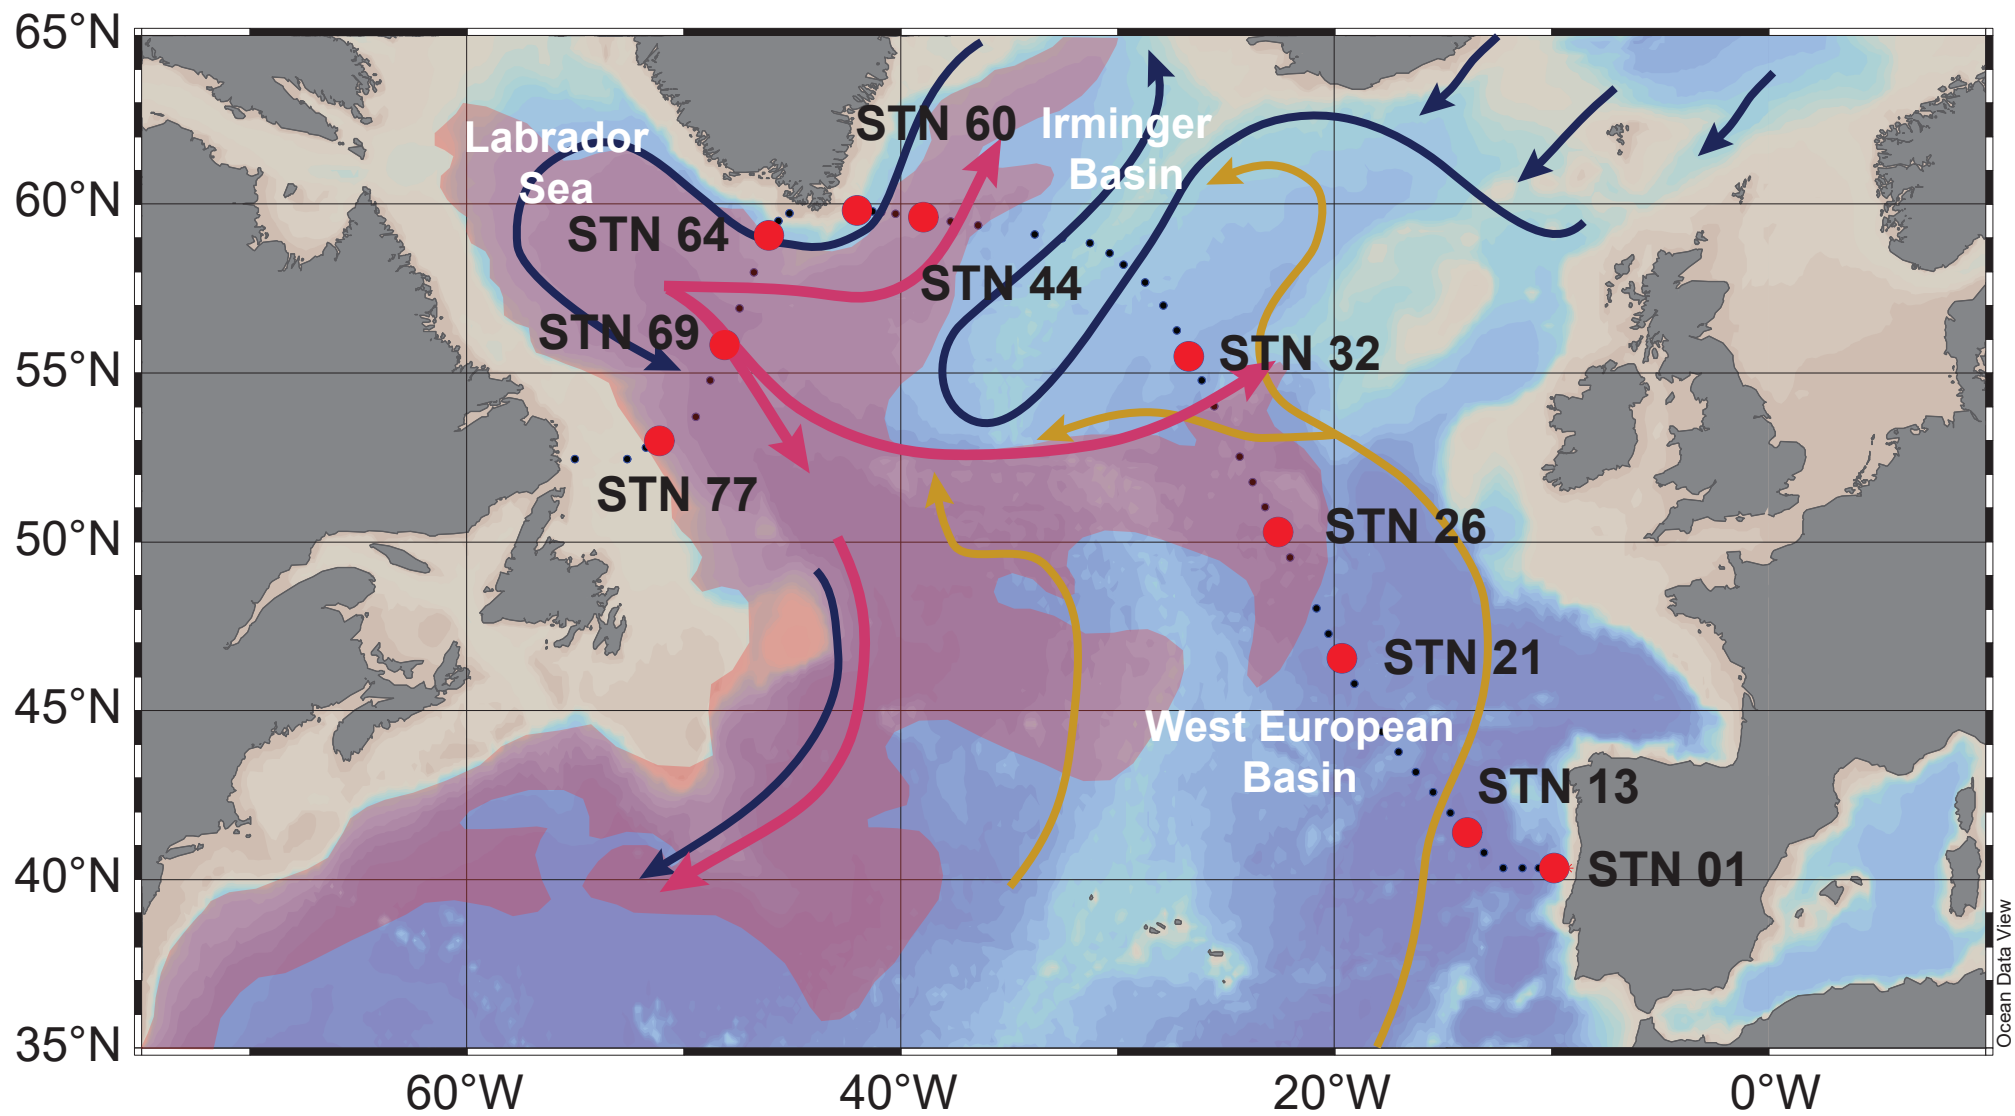 65°N
60°N
55°N
50°N
45°N
40°N
35°N
60°W
40°W
20°W
0°W
Labrador
Sea
STN 60
Irminger
Basin
STN 64
STN 44
STN 69
STN 32
STN 77
STN 26
STN 21
West European
Basin
STN 13
STN 01
Ocean Data View